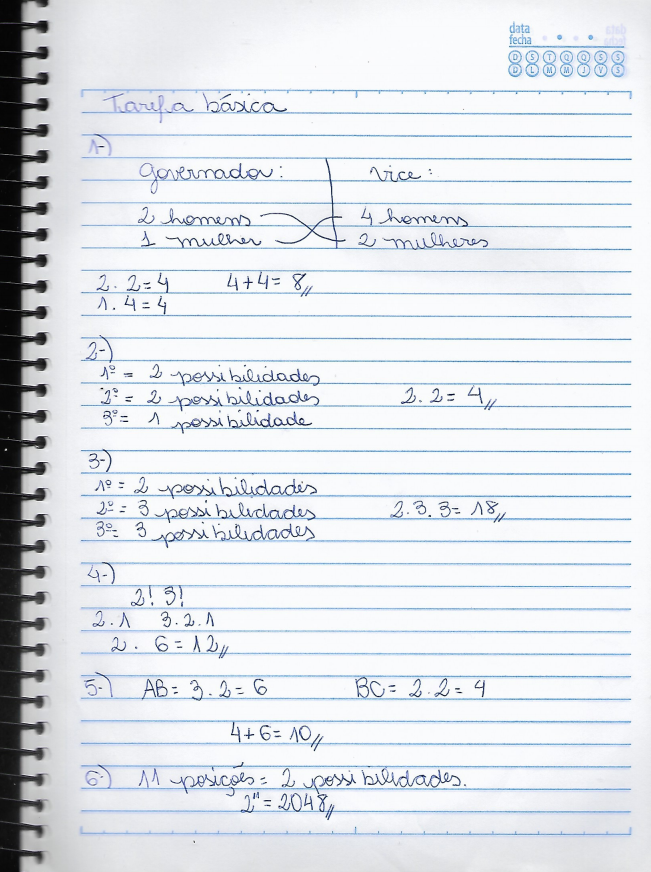 data
fecha
D S T Q Q S S
D L M M J V S
Tarefa básica
1-)
Governador: Vice:
2 homens 4 homens
1 mulher 2 mulheres
2.2=4 4+4=8//
1.4=4
2-)
1º = 2 possibilidades
2º = 2 possibilidades 2.2=4//
3º = 1 possibilidade
3-)
1º = 2 possibilidades
2º = 3 possibilidades 2.3.3=18//
3º = 3 possibilidades
4-)
2! 3!
2.1 3.2.1
2. 6=12//
5-) AB=3.2=6 BC=2.2=4
4+6=10//
6-) 11 posições = 2 possibilidades.
2¹¹=2048//